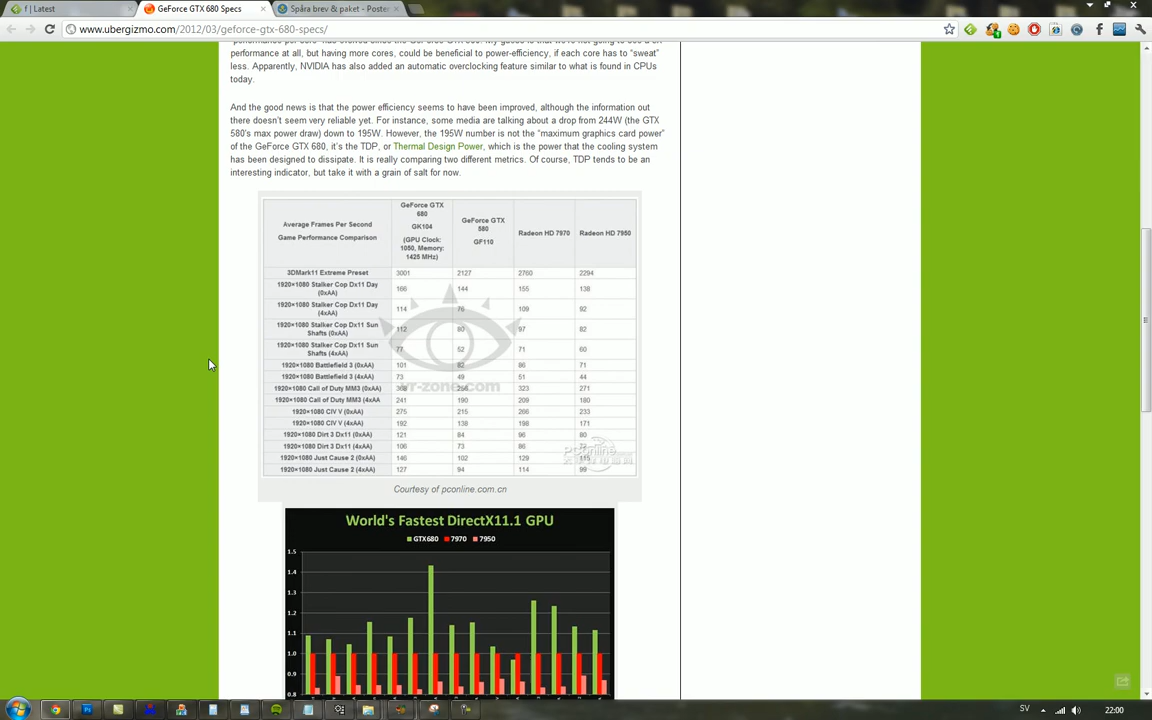 f | Latest
GeForce GTX 680 Specs
Spåra brev & paket - Poster
www.ubergizmo.com/2012/03/geforce-gtx-680-specs/
performance at all, but having more cores, could be beneficial to power-efficiency, if each core has to “sweat”
less. Apparently, NVIDIA has also added an automatic overclocking feature similar to what is found in CPUs
today.
And the good news is that the power efficiency seems to have been improved, although the information out
there doesn’t seem very reliable yet. For instance, some media are talking about a drop from 244W (the GTX
580’s max power draw) down to 195W. However, the 195W number is not the “maximum graphics card power”
of the GeForce GTX 680, it’s the TDP, or Thermal Design Power, which is the power that the cooling system
has been designed to dissipate. It is really comparing two different metrics. Of course, TDP tends to be an
interesting indicator, but take it with a grain of salt for now.
Average Frames Per Second
Game Performance Comparison
GeForce GTX
680
GK104
(GPU Clock:
1050, Memory:
1425 MHz)
GeForce GTX
580
GF110
Radeon HD 7970
Radeon HD 7950
3DMark11 Extreme Preset 3001 2127 2760 2294
1920×1080 Stalker Cop Dx11 Day
(0xAA) 166 144 155 138
1920×1080 Stalker Cop Dx11 Day
(4xAA) 114 76 109 92
1920×1080 Stalker Cop Dx11 Sun
Shafts (0xAA) 112 80 97 82
1920×1080 Stalker Cop Dx11 Sun
Shafts (4xAA) 77 52 71 60
1920×1080 Battlefield 3 (0xAA) 101 82 86 71
1920×1080 Battlefield 3 (4xAA) 73 49 51 44
1920×1080 Call of Duty MM3 (0xAA) 368 256 323 271
1920×1080 Call of Duty MM3 (4xAA 241 190 209 180
1920×1080 CIV V (0xAA) 275 215 266 233
1920×1080 CIV V (4xAA) 192 138 198 171
1920×1080 Dirt 3 Dx11 (0xAA) 121 84 96 80
1920×1080 Dirt 3 Dx11 (4xAA) 106 73 86
1920×1080 Just Cause 2 (0xAA) 146 102 129 115
1920×1080 Just Cause 2 (4xAA) 127 94 114 99
vr-zone.com
PConline
Courtesy of pconline.com.cn
World's Fastest DirectX11.1 GPU
GTX680 7970 7950
1.5
1.4
1.3
1.2
1.1
1.0
0.9
0.8
SV
22:00